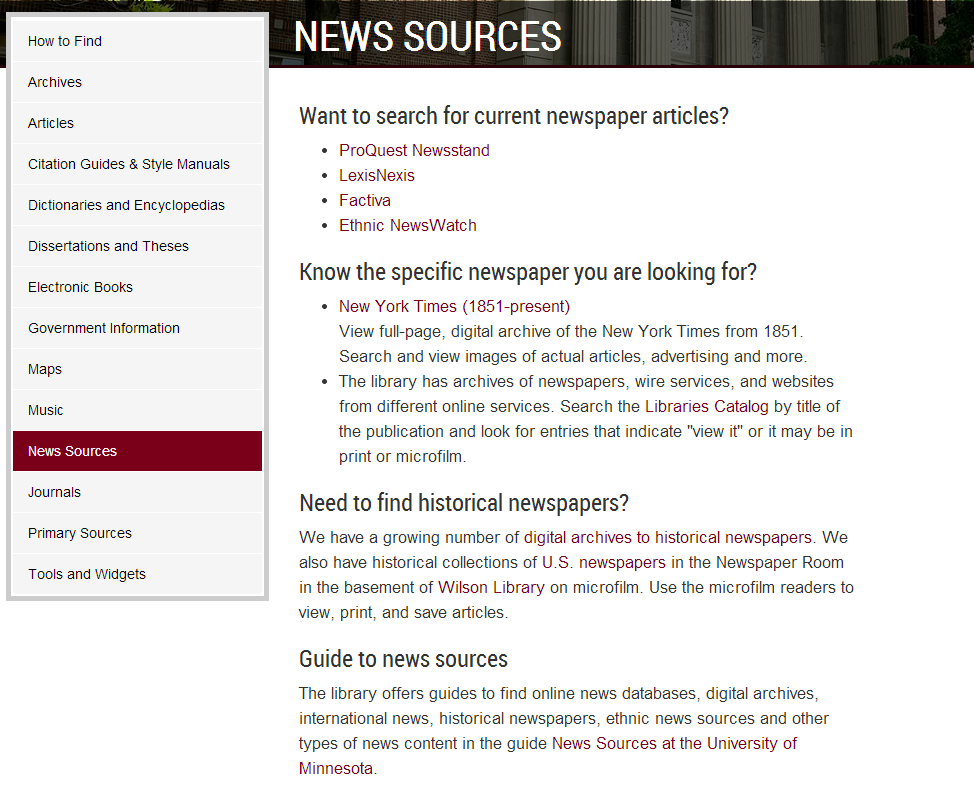 How to Find
Archives
Articles
Citation Guides & Style Manuals
Dictionaries and Encyclopedias
Dissertations and Theses
Electronic Books
Government Information
Maps
Music
News Sources
Journals
Primary Sources
Tools and Widgets
NEWS SOURCES
Want to search for current newspaper articles?
• ProQuest Newsstand
• LexisNexis
• Factiva
• Ethnic NewsWatch
Know the specific newspaper you are looking for?
• New York Times (1851-present)
View full-page, digital archive of the New York Times from 1851.
Search and view images of actual articles, advertising and more.
• The library has archives of newspapers, wire services, and websites
from different online services. Search the Libraries Catalog by title of
the publication and look for entries that indicate "view it" or it may be in
print or microfilm.
Need to find historical newspapers?
We have a growing number of digital archives to historical newspapers. We
also have historical collections of U.S. newspapers in the Newspaper Room
in the basement of Wilson Library on microfilm. Use the microfilm readers to
view, print, and save articles.
Guide to news sources
The library offers guides to find online news databases, digital archives,
international news, historical newspapers, ethnic news sources and other
types of news content in the guide News Sources at the University of
Minnesota.